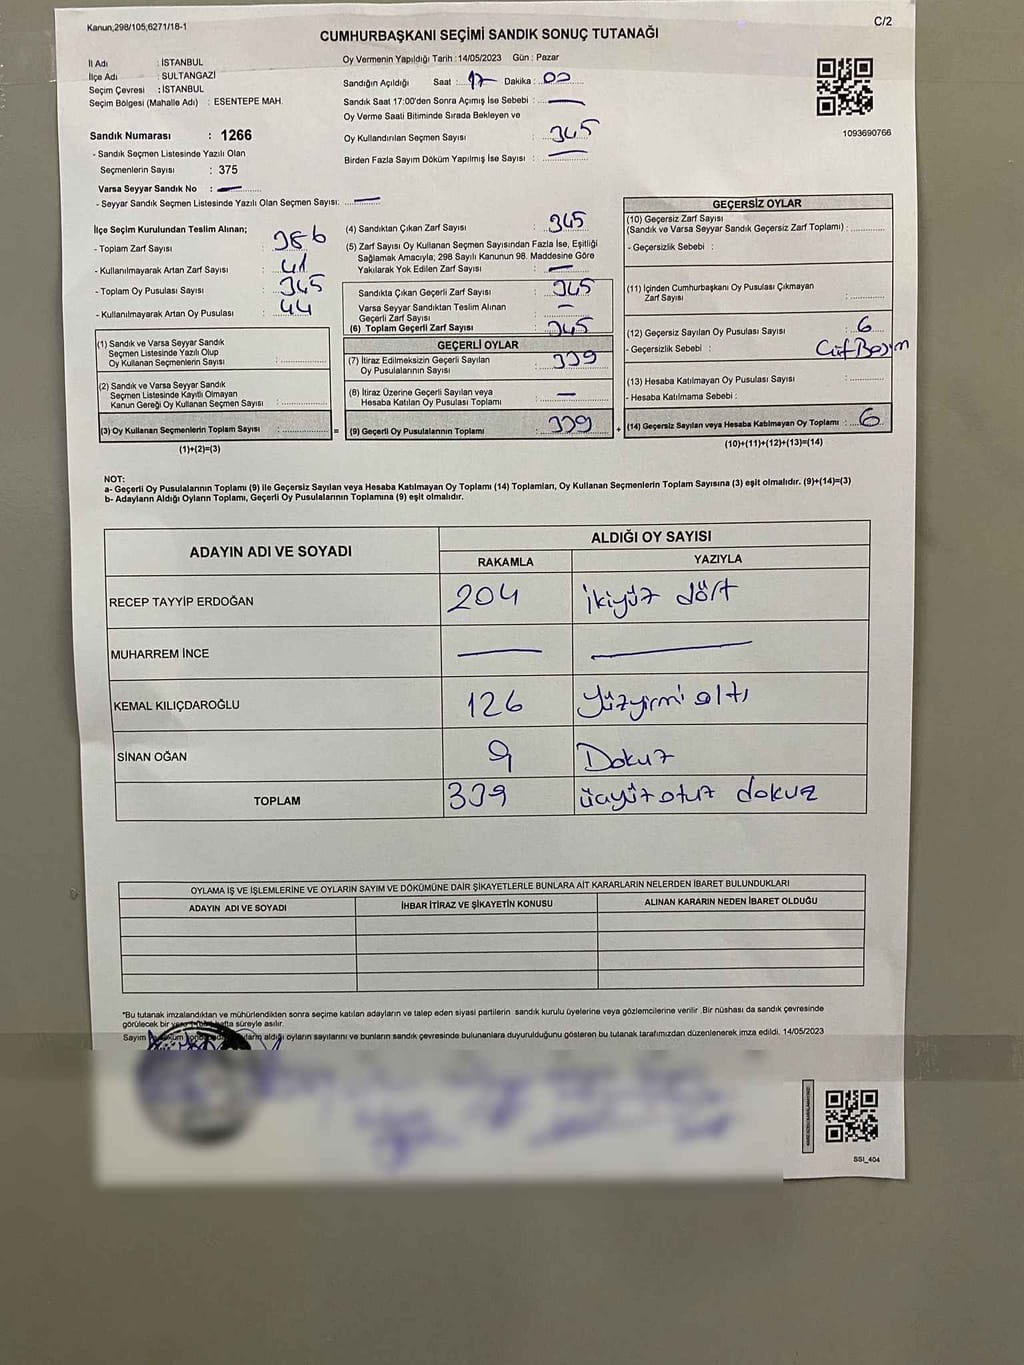 Kanun,298/105,6271/18-1
C/2
CUMHURBAŞKANI SEÇİMİ SANDIK SONUÇ TUTANAĞI
İl Adı : İSTANBUL
İlçe Adı : SULTANGAZİ
Seçim Çevresi : İSTANBUL
Seçim Bölgesi (Mahalle Adı) : ESENTEPE MAH.
Sandık Numarası : 1266
- Sandık Seçmen Listesinde Yazılı Olan
Seçmenlerin Sayısı : 375
Varsa Seyyar Sandık No : —
- Seyyar Sandık Seçmen Listesinde Yazılı Olan Seçmen Sayısı: —
Oy Vermenin Yapıldığı Tarih : 14/05/2023 Gün : Pazar
Sandığın Açıldığı Saat : 17 Dakika : 00
Sandık Saat 17:00'den Sonra Açımış İse Sebebi : —
Oy Verme Saati Bitiminde Sırada Bekleyen ve
Oy Kullandırılan Seçmen Sayısı : 345
Birden Fazla Sayım Döküm Yapılmış İse Sayısı : —
1093690766
İlçe Seçim Kurulundan Teslim Alınan;
- Toplam Zarf Sayısı : 386
- Kullanılmayarak Artan Zarf Sayısı : 41
- Toplam Oy Pusulası Sayısı : 345
- Kullanılmayarak Artan Oy Pusulası : 44
(1) Sandık ve Varsa Seyyar Sandık
Seçmen Listesinde Yazılı Olup
Oy Kullanan Seçmenlerin Sayısı :
(2) Sandık ve Varsa Seyyar Sandık
Seçmen Listesinde Kayıtlı Olmayan
Kanun Gereği Oy Kullanan Seçmen Sayısı :
(3) Oy Kullanan Seçmenlerin Toplam Sayısı : =
(1)+(2)=(3)
(4) Sandıktan Çıkan Zarf Sayısı : 345
(5) Zarf Sayısı Oy Kullanan Seçmen Sayısından Fazla İse, Eşitliği
Sağlamak Amacıyla; 298 Sayılı Kanunun 98. Maddesine Göre
Yakılarak Yok Edilen Zarf Sayısı : —
Sandıkta Çıkan Geçerli Zarf Sayısı : 345
Varsa Seyyar Sandıktan Teslim Alınan
Geçerli Zarf Sayısı : —
(6) Toplam Geçerli Zarf Sayısı : 345
GEÇERLİ OYLAR
(7) İtiraz Edilmeksizin Geçerli Sayılan
Oy Pusulalarının Sayısı : 339
(8) İtiraz Üzerine Geçerli Sayılan veya
Hesaba Katılan Oy Pusulası Toplamı : —
(9) Geçerli Oy Pusulalarının Toplamı : 339 +
GEÇERSİZ OYLAR
(10) Geçersiz Zarf Sayısı
(Sandık ve Varsa Seyyar Sandık Geçersiz Zarf Toplamı) :
- Geçersizlik Sebebi :
(11) İçinden Cumhurbaşkanı Oy Pusulası Çıkmayan
Zarf Sayısı :
(12) Geçersiz Sayılan Oy Pusulası Sayısı : 6
- Geçersizlik Sebebi : Çift Basım
(13) Hesaba Katılmayan Oy Pusulası Sayısı :
- Hesaba Katılmama Sebebi :
(14) Geçersiz Sayılan veya Hesaba Katılmayan Oy Toplamı : 6
(10)+(11)+(12)+(13)=(14)
NOT:
a- Geçerli Oy Pusulalarının Toplamı (9) ile Geçersiz Sayılan veya Hesaba Katılmayan Oy Toplamı (14) Toplamları, Oy Kullanan Seçmenlerin Toplam Sayısına (3) eşit olmalıdır. (9)+(14)=(3)
b- Adayların Aldığı Oyların Toplamı, Geçerli Oy Pusulalarının Toplamına (9) eşit olmalıdır.
ADAYIN ADI VE SOYADI
ALDIĞI OY SAYISI
RAKAMLA YAZIYLA
RECEP TAYYİP ERDOĞAN 204 ikiyüz dört
MUHARREM İNCE — —
KEMAL KILIÇDAROĞLU 126 Yüzyirmi altı
SİNAN OĞAN 9 Dokuz
TOPLAM 339 üçyüz otuz dokuz
OYLAMA İŞ VE İŞLEMLERİNE VE OYLARIN SAYIM VE DÖKÜMÜNE DAİR ŞİKAYETLERLE BUNLARA AİT KARARLARIN NELERDEN İBARET BULUNDUKLARI
ADAYIN ADI VE SOYADI İHBAR İTİRAZ VE ŞİKAYETİN KONUSU ALINAN KARARIN NEDEN İBARET OLDUĞU
"Bu tutanak imzalandıktan ve mühürlendikten sonra seçime katılan adayların ve talep eden siyasi partilerin sandık kurulu üyelerine veya gözlemcilerine verilir .Bir nüshası da sandık çevresinde
görülecek bir yere hafta süreyle asılır.
Sayım aldığı oyların sayılarını ve bunların sandık çevresinde bulunanlara duyurulduğunu gösteren bu tutanak tarafımızdan düzenlenerek imza edildi. 14/05/2023
SSI_404